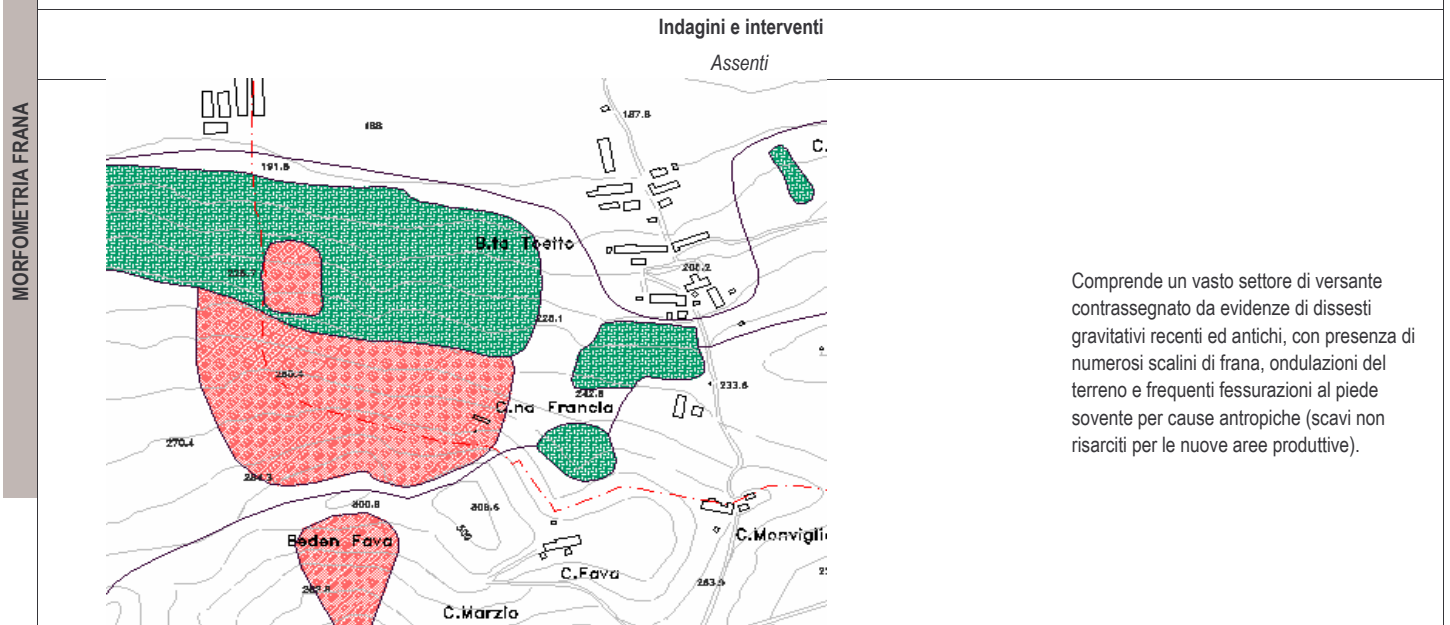 Indagini e interventi
Assenti
MORFOMETRIA FRANA
188
187.8
191.8
C.
B.ta Toetto
206.2
228.1
233.6
242.8
C.na Francia
270.4
300.8
Beden Fava
C.Fava
C.Monvigli
C.Marzio
Comprende un vasto settore di versante
contrassegnato da evidenze di dissesti
gravitativi recenti ed antichi, con presenza di
numerosi scalini di frana, ondulazioni del
terreno e frequenti fessurazioni al piede
sovente per cause antropiche (scavi non
risarciti per le nuove aree produttive).